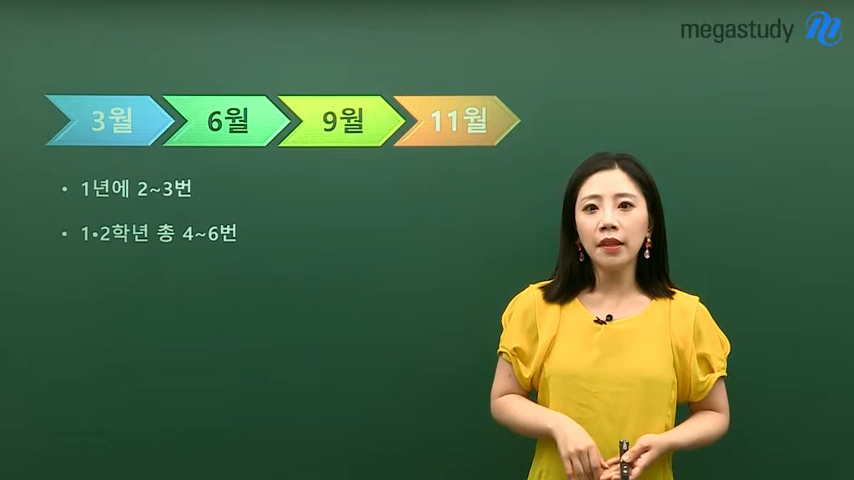 megastudy
3월 6월 9월 11월
• 1년에 2~3번
• 1•2학년 총 4~6번